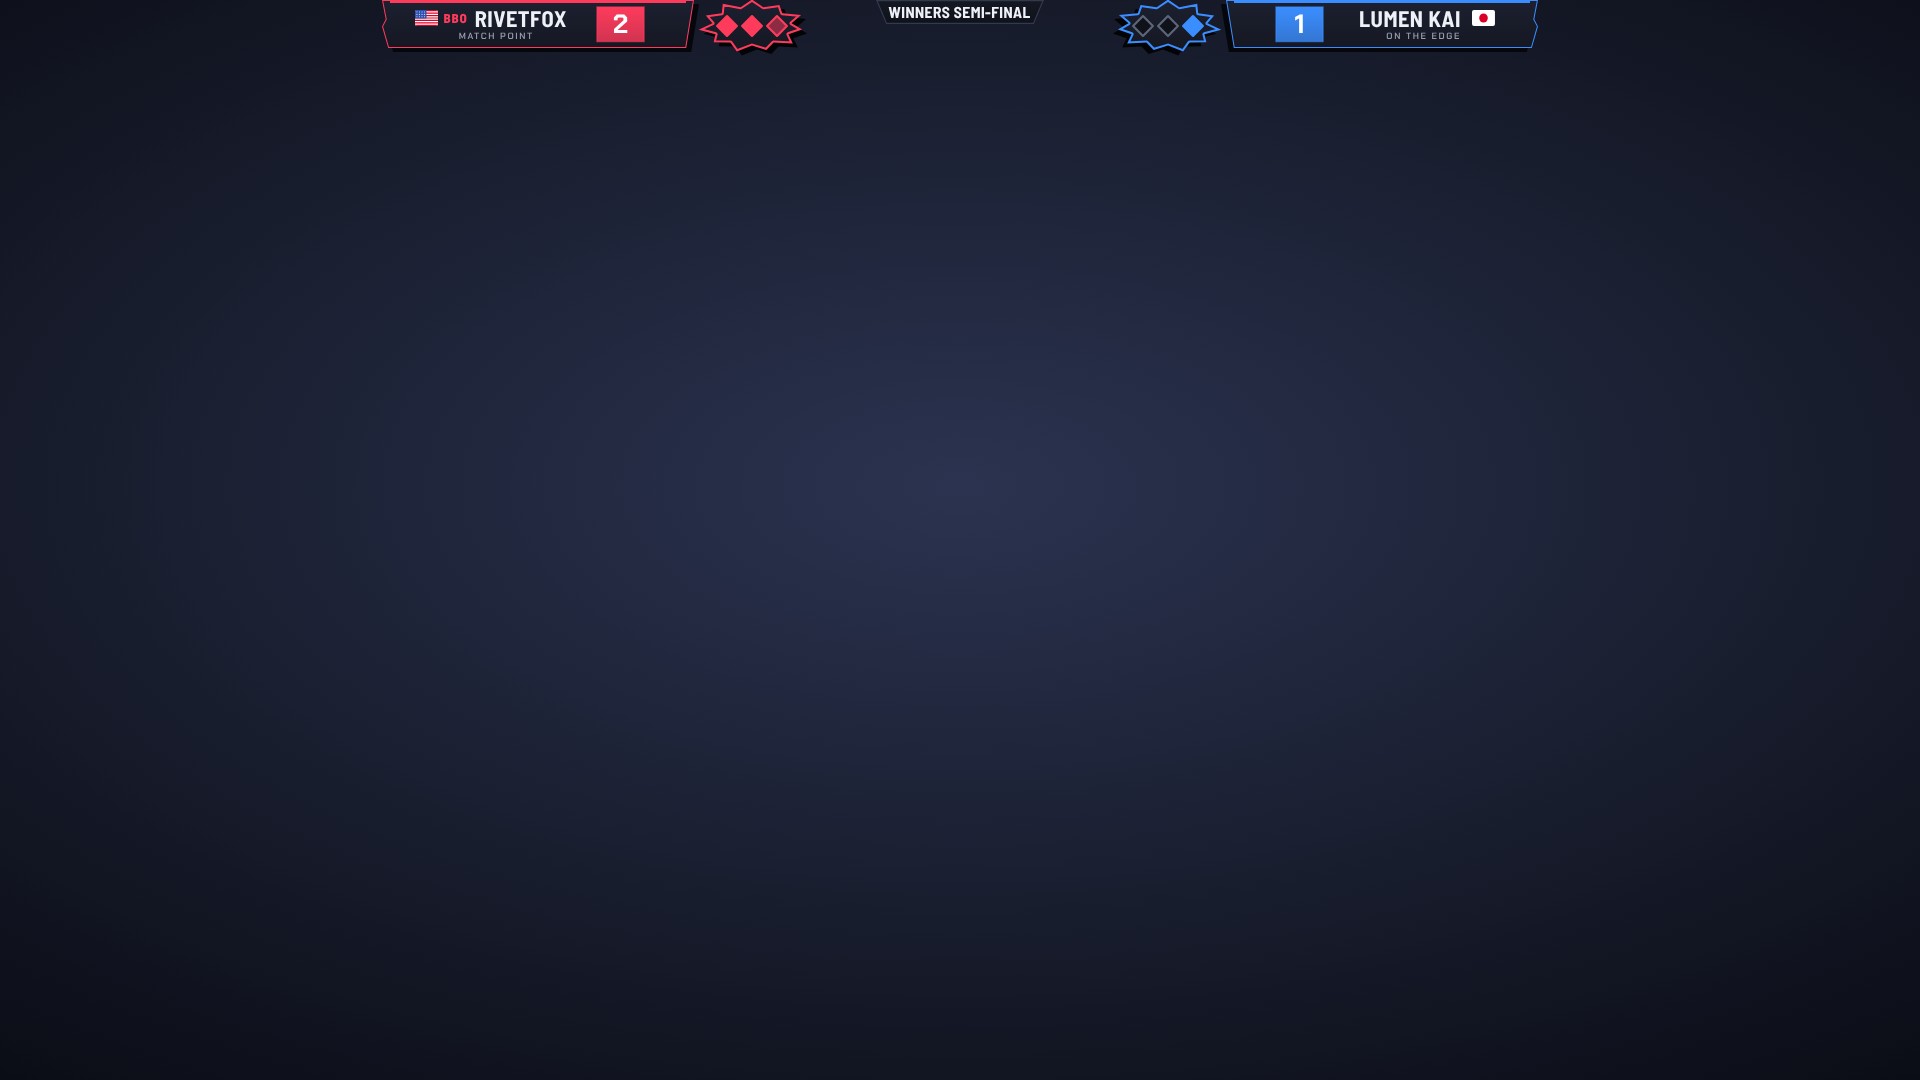 BBO RIVETFOX
MATCH POINT
2
WINNERS SEMI-FINAL
1
LUMEN KAI
ON THE EDGE